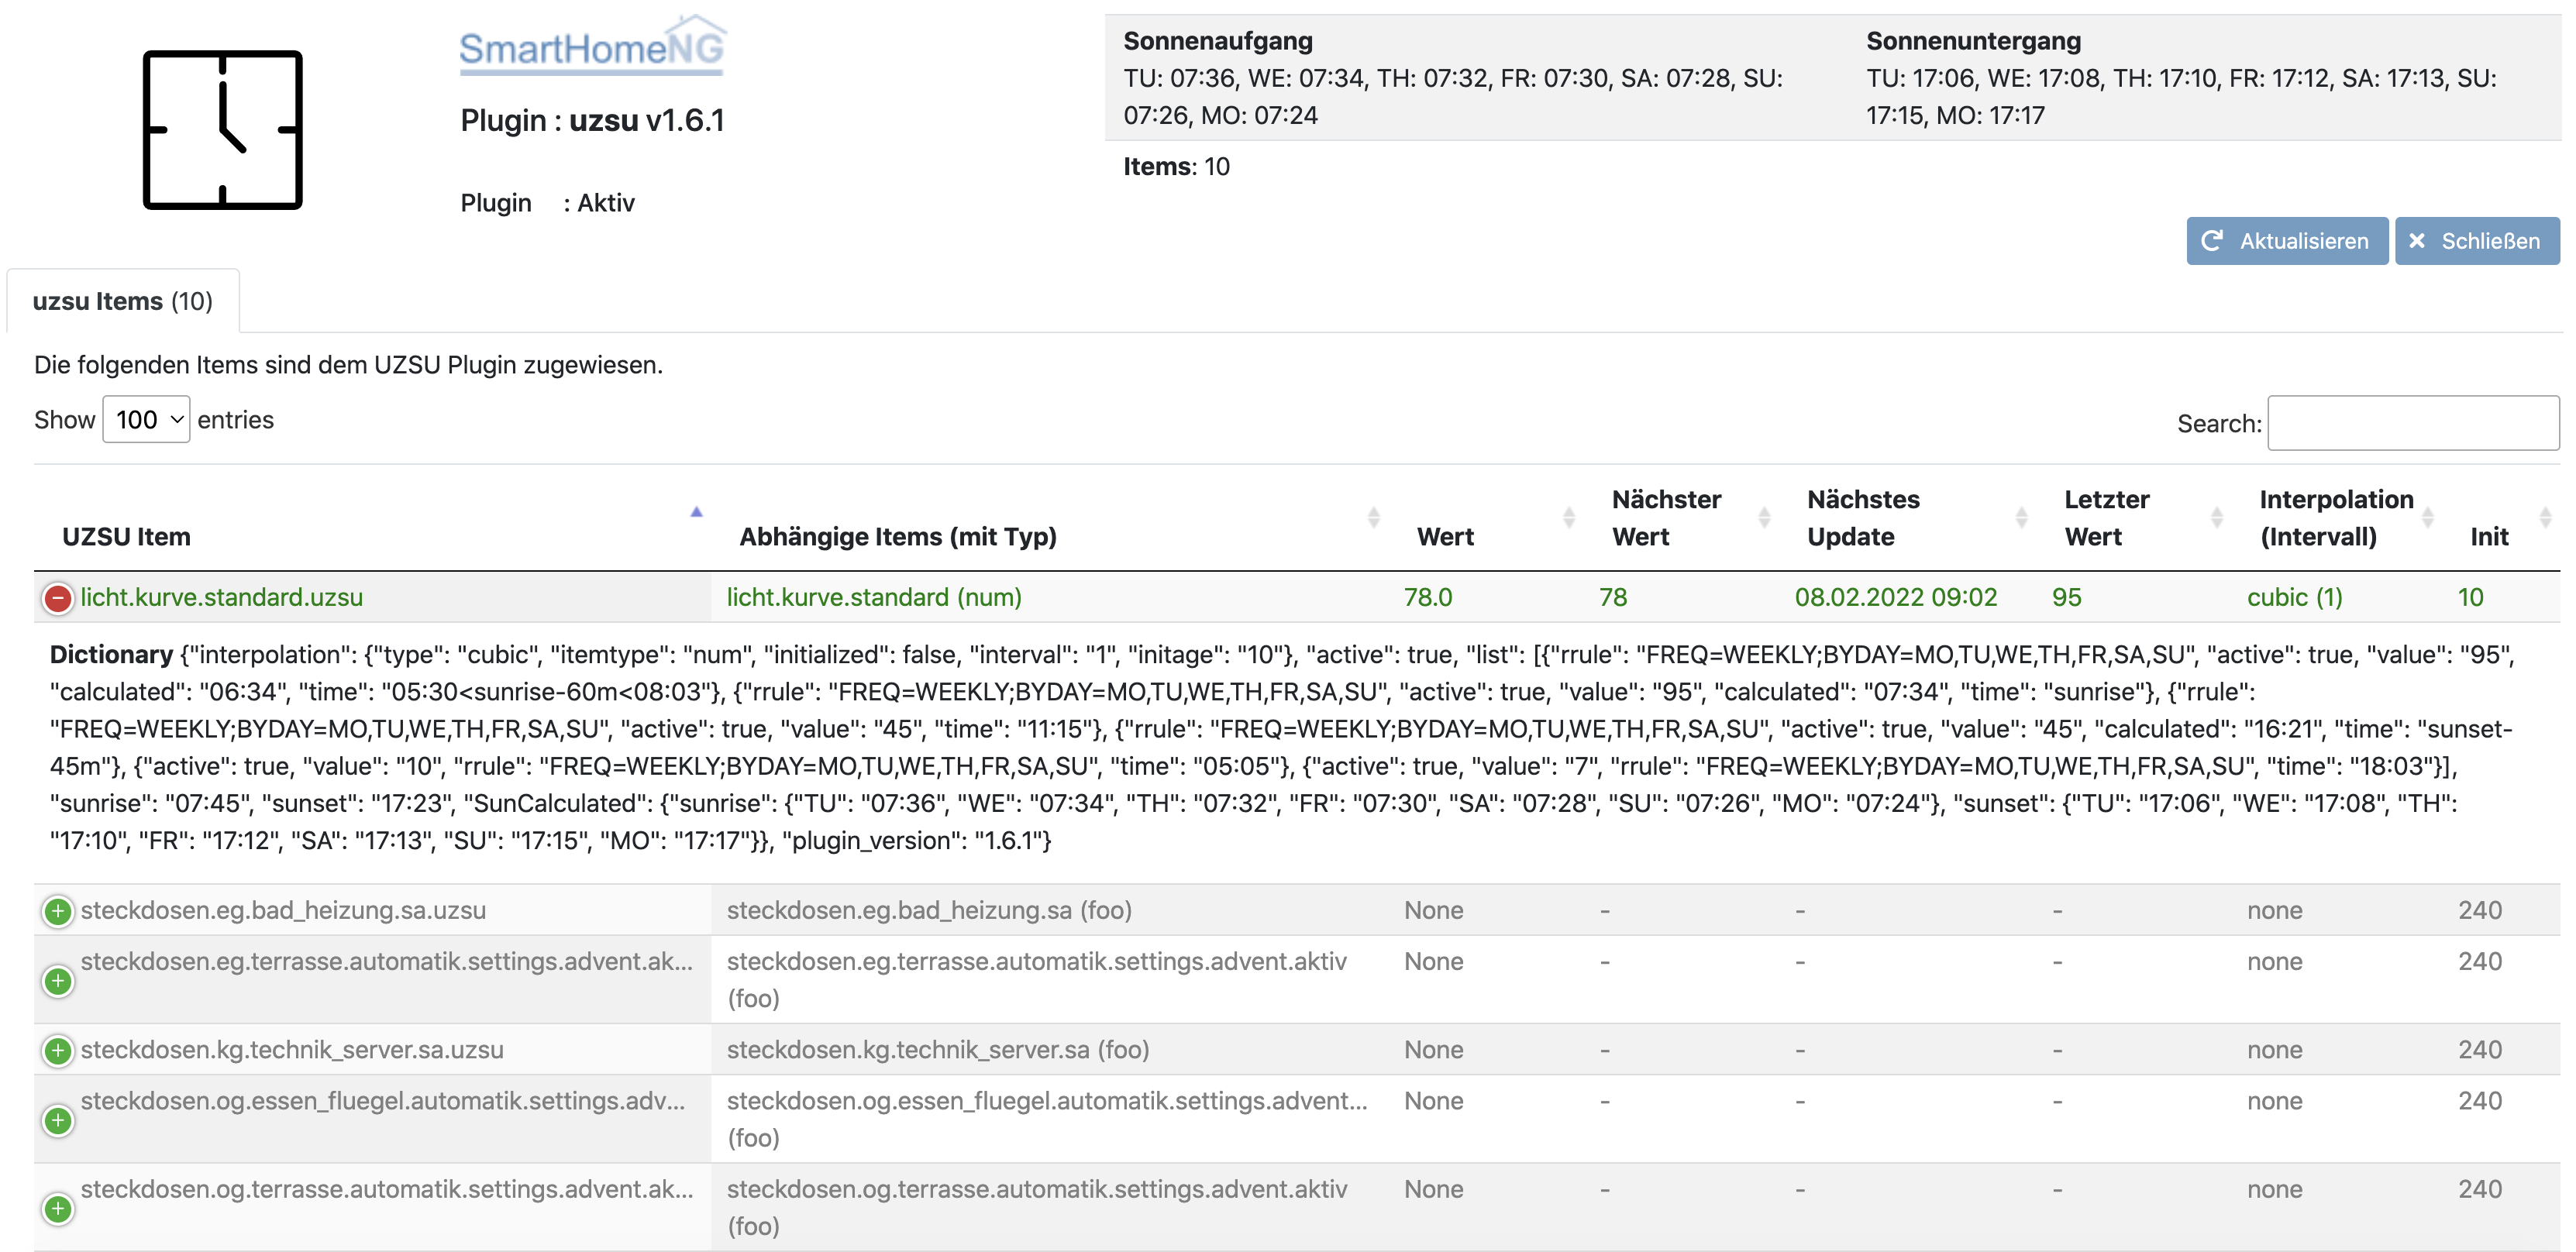 SmartHomeNG
Plugin : uzsu v1.6.1
Plugin : Aktiv
Sonnenaufgang
TU: 07:36, WE: 07:34, TH: 07:32, FR: 07:30, SA: 07:28, SU:
07:26, MO: 07:24
Sonnenuntergang
TU: 17:06, WE: 17:08, TH: 17:10, FR: 17:12, SA: 17:13, SU:
17:15, MO: 17:17
Items: 10
Aktualisieren
Schließen
uzsu Items (10)
Die folgenden Items sind dem UZSU Plugin zugewiesen.
Show 100 entries
Search:
UZSU Item
Abhängige Items (mit Typ)
Wert
Nächster
Wert
Nächstes
Update
Letzter
Wert
Interpolation
(Intervall)
Init
licht.kurve.standard.uzsu licht.kurve.standard (num) 78.0 78 08.02.2022 09:02 95 cubic (1) 10
Dictionary {"interpolation": {"type": "cubic", "itemtype": "num", "initialized": false, "interval": "1", "initage": "10"}, "active": true, "list": [{"rrule": "FREQ=WEEKLY;BYDAY=MO,TU,WE,TH,FR,SA,SU", "active": true, "value": "95",
"calculated": "06:34", "time": "05:30<sunrise-60m<08:03"}, {"rrule": "FREQ=WEEKLY;BYDAY=MO,TU,WE,TH,FR,SA,SU", "active": true, "value": "95", "calculated": "07:34", "time": "sunrise"}, {"rrule":
"FREQ=WEEKLY;BYDAY=MO,TU,WE,TH,FR,SA,SU", "active": true, "value": "45", "time": "11:15"}, {"rrule": "FREQ=WEEKLY;BYDAY=MO,TU,WE,TH,FR,SA,SU", "active": true, "value": "45", "calculated": "16:21", "time": "sunset-
45m"}, {"active": true, "value": "10", "rrule": "FREQ=WEEKLY;BYDAY=MO,TU,WE,TH,FR,SA,SU", "time": "05:05"}, {"active": true, "value": "7", "rrule": "FREQ=WEEKLY;BYDAY=MO,TU,WE,TH,FR,SA,SU", "time": "18:03"}],
"sunrise": "07:45", "sunset": "17:23", "SunCalculated": {"sunrise": {"TU": "07:36", "WE": "07:34", "TH": "07:32", "FR": "07:30", "SA": "07:28", "SU": "07:26", "MO": "07:24"}, "sunset": {"TU": "17:06", "WE": "17:08", "TH":
"17:10", "FR": "17:12", "SA": "17:13", "SU": "17:15", "MO": "17:17"}}, "plugin_version": "1.6.1"}
steckdosen.eg.bad_heizung.sa.uzsu steckdosen.eg.bad_heizung.sa (foo) None - - - none 240
steckdosen.eg.terrasse.automatik.settings.advent.ak... steckdosen.eg.terrasse.automatik.settings.advent.aktiv None - - - none 240
(foo)
steckdosen.kg.technik_server.sa.uzsu steckdosen.kg.technik_server.sa (foo) None - - - none 240
steckdosen.og.essen_fluegel.automatik.settings.adv... steckdosen.og.essen_fluegel.automatik.settings.advent... None - - - none 240
(foo)
steckdosen.og.terrasse.automatik.settings.advent.ak... steckdosen.og.terrasse.automatik.settings.advent.aktiv None - - - none 240
(foo)